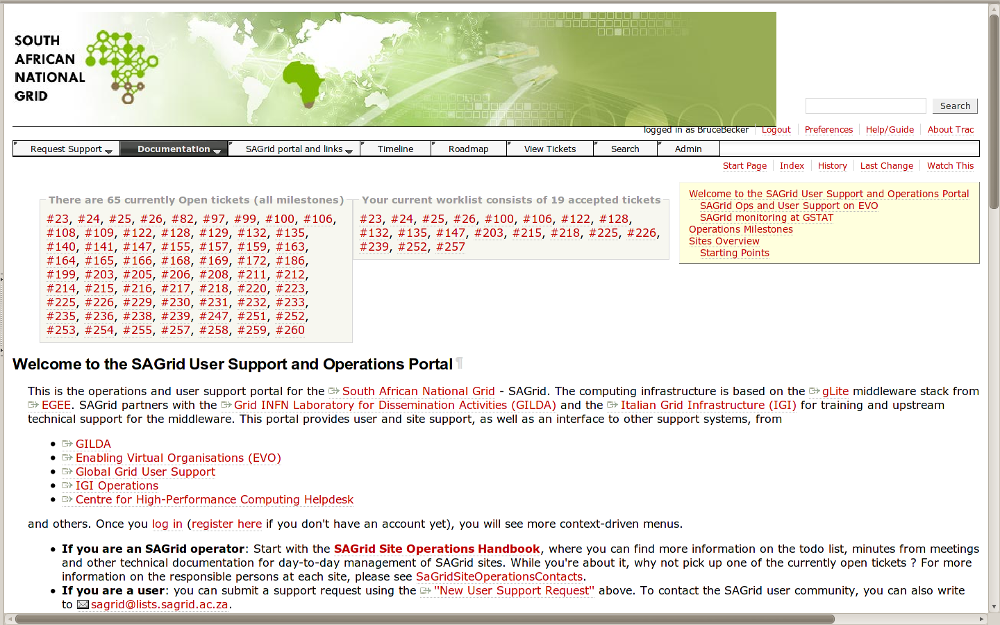 SOUTH
AFRICAN
NATIONAL
GRID
Search
logged in as BruceBecker Logout Preferences Help/Guide About Trac
Request Support Documentation SAGrid portal and links Timeline Roadmap View Tickets Search Admin
Start Page Index History Last Change Watch This
There are 65 currently Open tickets (all milestones)
#23, #24, #25, #26, #82, #97, #99, #100, #106,
#108, #109, #122, #128, #129, #132, #135,
#140, #141, #147, #155, #157, #159, #163,
#164, #165, #166, #168, #169, #172, #186,
#199, #203, #205, #206, #208, #211, #212,
#214, #215, #216, #217, #218, #220, #223,
#225, #226, #229, #230, #231, #232, #233,
#235, #236, #238, #239, #247, #251, #252,
#253, #254, #255, #257, #258, #259, #260
Your current worklist consists of 19 accepted tickets
#23, #24, #25, #26, #100, #106, #122, #128,
#132, #135, #147, #203, #215, #218, #225, #226,
#239, #252, #257
Welcome to the SAGrid User Support and Operations Portal
SAGrid Ops and User Support on EVO
SAGrid monitoring at GSTAT
Operations Milestones
Sites Overview
Starting Points
Welcome to the SAGrid User Support and Operations Portal¶
This is the operations and user support portal for the South African National Grid - SAGrid. The computing infrastructure is based on the gLite middleware stack from
EGEE. SAGrid partners with the Grid INFN Laboratory for Dissemination Activities (GILDA) and the Italian Grid Infrastructure (IGI) for training and upstream
technical support for the middleware. This portal provides user and site support, as well as an interface to other support systems, from
• GILDA
• Enabling Virtual Organisations (EVO)
• Global Grid User Support
• IGI Operations
• Centre for High-Performance Computing Helpdesk
and others. Once you log in (register here if you don't have an account yet), you will see more context-driven menus.
• If you are an SAGrid operator: Start with the SAGrid Site Operations Handbook, where you can find more information on the todo list, minutes from meetings
and other technical documentation for day-to-day management of SAGrid sites. While you're about it, why not pick up one of the currently open tickets ? For more
information on the responsible persons at each site, please see SaGridSiteOperationsContacts.
• If you are a user: you can submit a support request using the "New User Support Request" above. To contact the SAGrid user community, you can also write
to sagrid@lists.sagrid.ac.za.